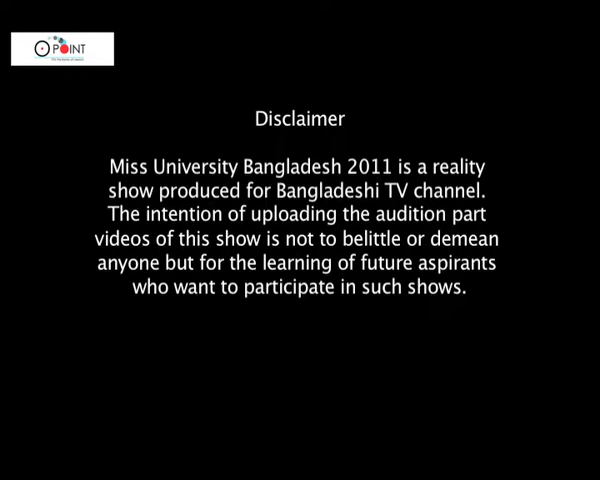 POINT
Disclaimer
Miss University Bangladesh 2011 is a reality
show produced for Bangladeshi TV channel.
The intention of uploading the audition part
videos of this show is not to belittle or demean
anyone but for the learning of future aspirants
who want to participate in such shows.